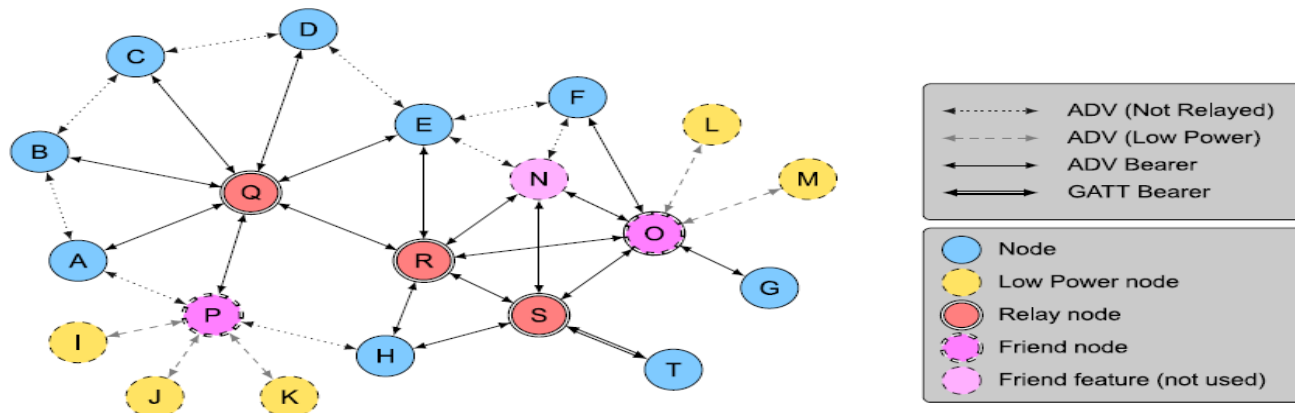 D
C
F
E
L
B
N
M
Q
O
A
R
G
P
S
I
H
T
J
K
ADV (Not Relayed)
ADV (Low Power)
ADV Bearer
GATT Bearer
Node
Low Power node
Relay node
Friend node
Friend feature (not used)